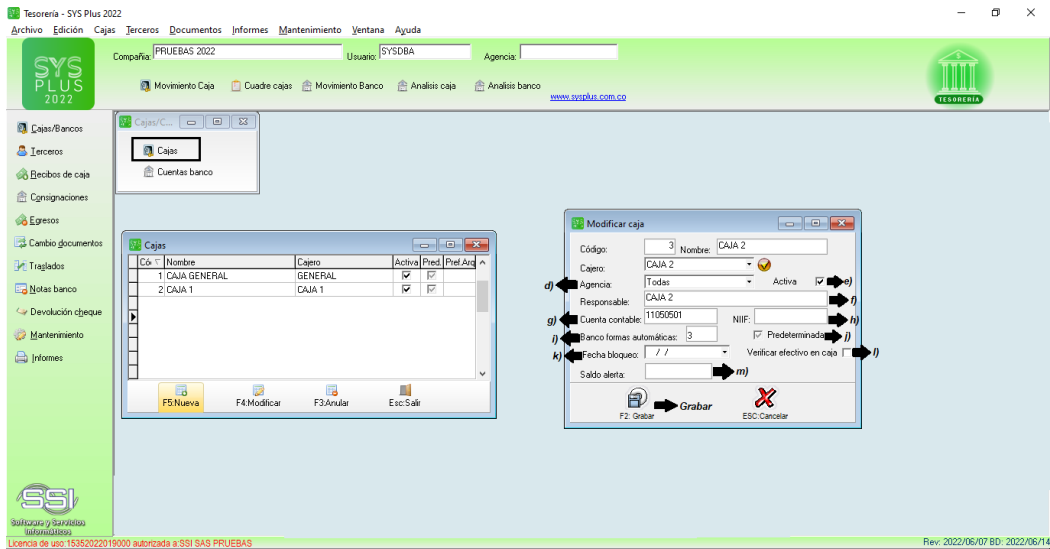 Tesorería - SYS Plus 2022
Archivo Edición Cajas Terceros Documentos Informes Mantenimiento Ventana Ayuda
SYS
PLUS
2022
Compañia: PRUEBAS 2022 Usuario: SYSDBA Agencia:
Movimiento Caja Cuadre cajas Movimiento Banco Analisis caja Analisis banco
www.sysplus.com.co
TESORERIA
Cajas/Bancos
Terceros
Recibos de caja
Consignaciones
Egresos
Cambio documentos
Traslados
Notas banco
Devolución cheque
Mantenimiento
Informes
Cajas/C...
Cajas
Cuentas banco
Cajas
Có Nombre Cajero Activa Pred. Pref.Arq
1 CAJA GENERAL GENERAL
2 CAJA 1 CAJA 1
F5:Nueva F4:Modificar F3:Anular Esc:Salir
Modificar caja
Código: 3 Nombre: CAJA 2
Cajero: CAJA 2
d) Agencia: Todas Activa e)
Responsable: CAJA 2 f)
g) Cuenta contable: 11050501 NIIF: h)
i) Banco formas automáticas: 3 Predeterminada j)
k) Fecha bloqueo: / / Verificar efectivo en caja l)
Saldo alerta: m)
Grabar
F2: Grabar ESC:Cancelar
SSI
Software y Servicios
Informáticos
Licencia de uso:15352022019000 autorizada a:SSI SAS PRUEBAS
Rev: 2022/06/07 BD: 2022/06/14